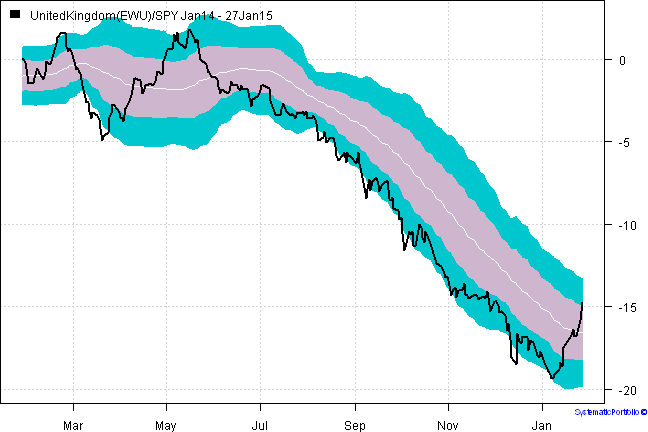 UnitedKingdom(EWU)/SPY Jan14 - 27Jan15
0
-5
-10
-15
-20
Mar May Jul Sep Nov Jan
SystematicPortfolio ©